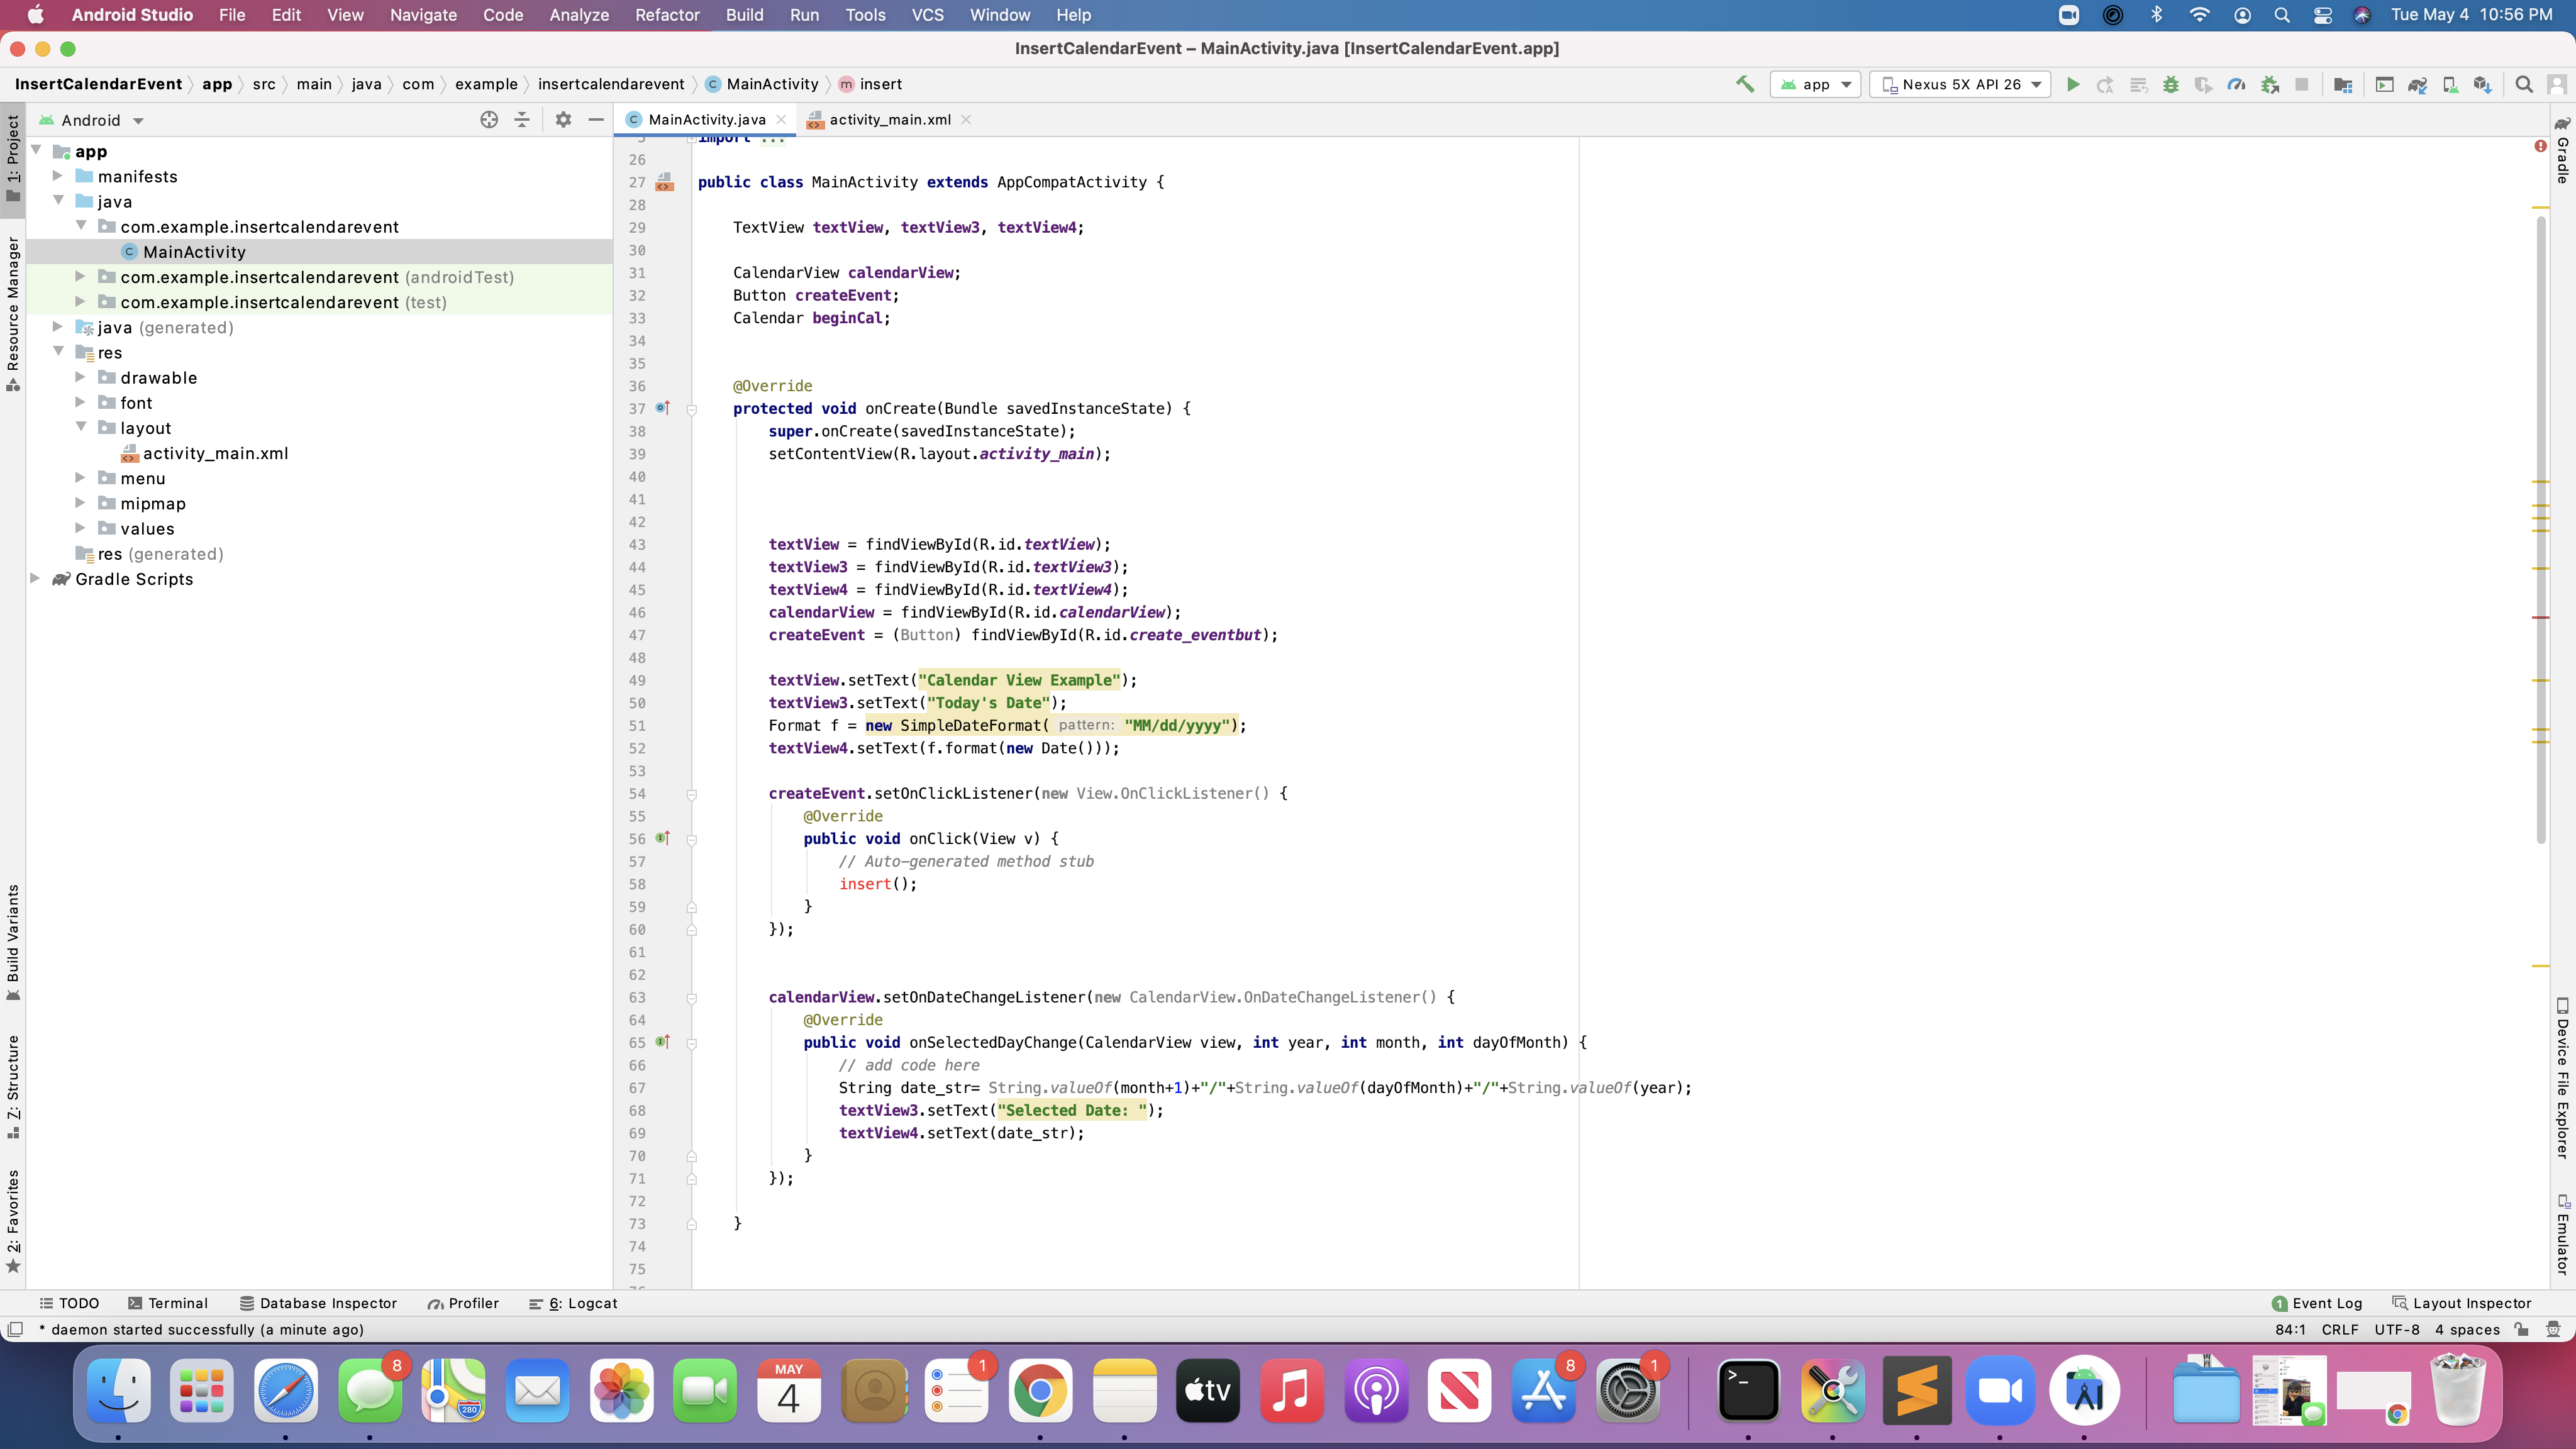 Android Studio File Edit View Navigate Code Analyze Refactor Build Run Tools VCS Window Help Tue May 4 10:56 PM
InsertCalendarEvent – MainActivity.java [InsertCalendarEvent.app]
InsertCalendarEvent app src main java com example insertcalendarevent C MainActivity m insert app Nexus 5X API 26
Android
MainActivity.java activity_main.xml
1: Project
Resource Manager
Build Variants
7: Structure
2: Favorites
app
manifests
java
com.example.insertcalendarevent
MainActivity
com.example.insertcalendarevent (androidTest)
com.example.insertcalendarevent (test)
java (generated)
res
drawable
font
layout
activity_main.xml
menu
mipmap
values
res (generated)
Gradle Scripts
import ...
26
27 public class MainActivity extends AppCompatActivity {
28
29 TextView textView, textView3, textView4;
30
31 CalendarView calendarView;
32 Button createEvent;
33 Calendar beginCal;
34
35
36 @Override
37 protected void onCreate(Bundle savedInstanceState) {
38 super.onCreate(savedInstanceState);
39 setContentView(R.layout.activity_main);
40
41
42
43 textView = findViewById(R.id.textView);
44 textView3 = findViewById(R.id.textView3);
45 textView4 = findViewById(R.id.textView4);
46 calendarView = findViewById(R.id.calendarView);
47 createEvent = (Button) findViewById(R.id.create_eventbut);
48
49 textView.setText("Calendar View Example");
50 textView3.setText("Today's Date");
51 Format f = new SimpleDateFormat( pattern: "MM/dd/yyyy");
52 textView4.setText(f.format(new Date()));
53
54 createEvent.setOnClickListener(new View.OnClickListener() {
55 @Override
56 public void onClick(View v) {
57 // Auto-generated method stub
58 insert();
59 }
60 });
61
62
63 calendarView.setOnDateChangeListener(new CalendarView.OnDateChangeListener() {
64 @Override
65 public void onSelectedDayChange(CalendarView view, int year, int month, int dayOfMonth) {
66 // add code here
67 String date_str= String.valueOf(month+1)+"/"+String.valueOf(dayOfMonth)+"/"+String.valueOf(year);
68 textView3.setText("Selected Date: ");
69 textView4.setText(date_str);
70 }
71 });
72
73 }
74
75
Gradle
Device File Explorer
Emulator
TODO Terminal Database Inspector Profiler 6: Logcat 1 Event Log Layout Inspector
* daemon started successfully (a minute ago) 84:1 CRLF UTF-8 4 spaces
8 280 MAY 4 1 tv 8 1 >_